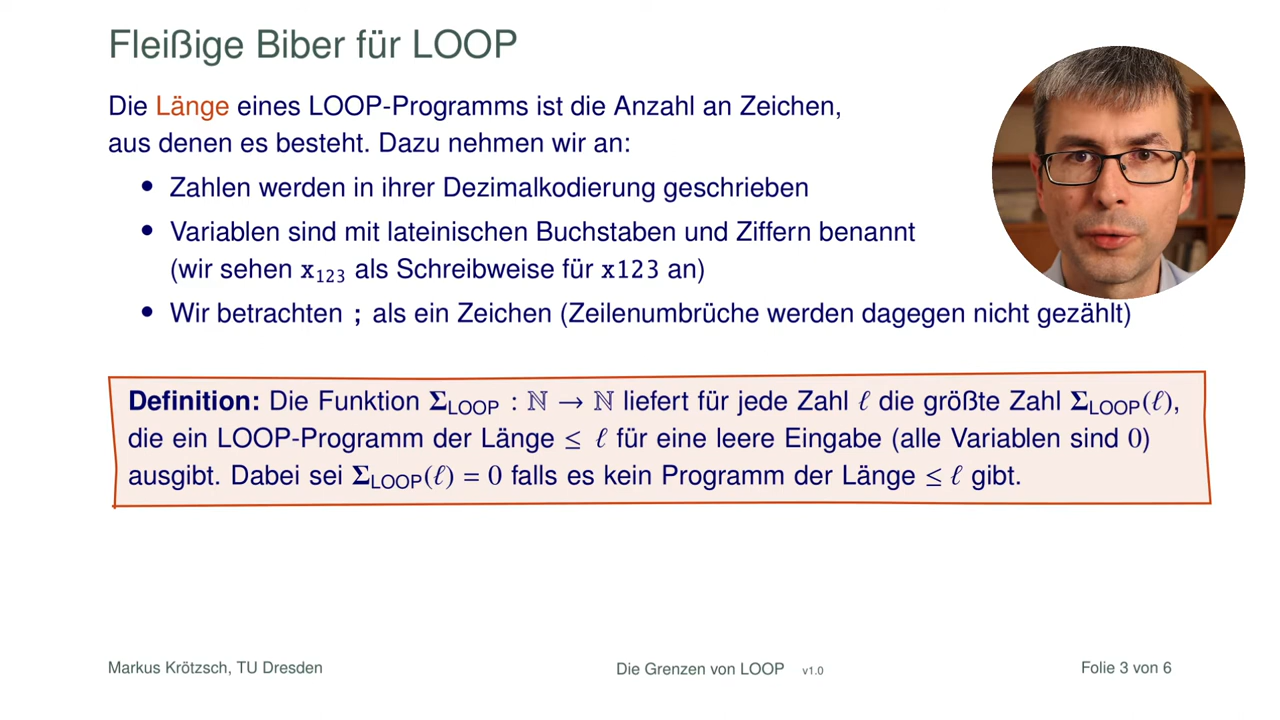 Fleißige Biber für LOOP
Die Länge eines LOOP-Programms ist die Anzahl an Zeichen,
aus denen es besteht. Dazu nehmen wir an:
• Zahlen werden in ihrer Dezimalkodierung geschrieben
• Variablen sind mit lateinischen Buchstaben und Ziffern benannt
(wir sehen x₁₂₃ als Schreibweise für x123 an)
• Wir betrachten ; als ein Zeichen (Zeilenumbrüche werden dagegen nicht gezählt)
Definition: Die Funktion Σ_LOOP : ℕ → ℕ liefert für jede Zahl ℓ die größte Zahl Σ_LOOP(ℓ),
die ein LOOP-Programm der Länge ≤ ℓ für eine leere Eingabe (alle Variablen sind 0)
ausgibt. Dabei sei Σ_LOOP(ℓ) = 0 falls es kein Programm der Länge ≤ ℓ gibt.
Markus Krötzsch, TU Dresden Die Grenzen von LOOP v1.0 Folie 3 von 6